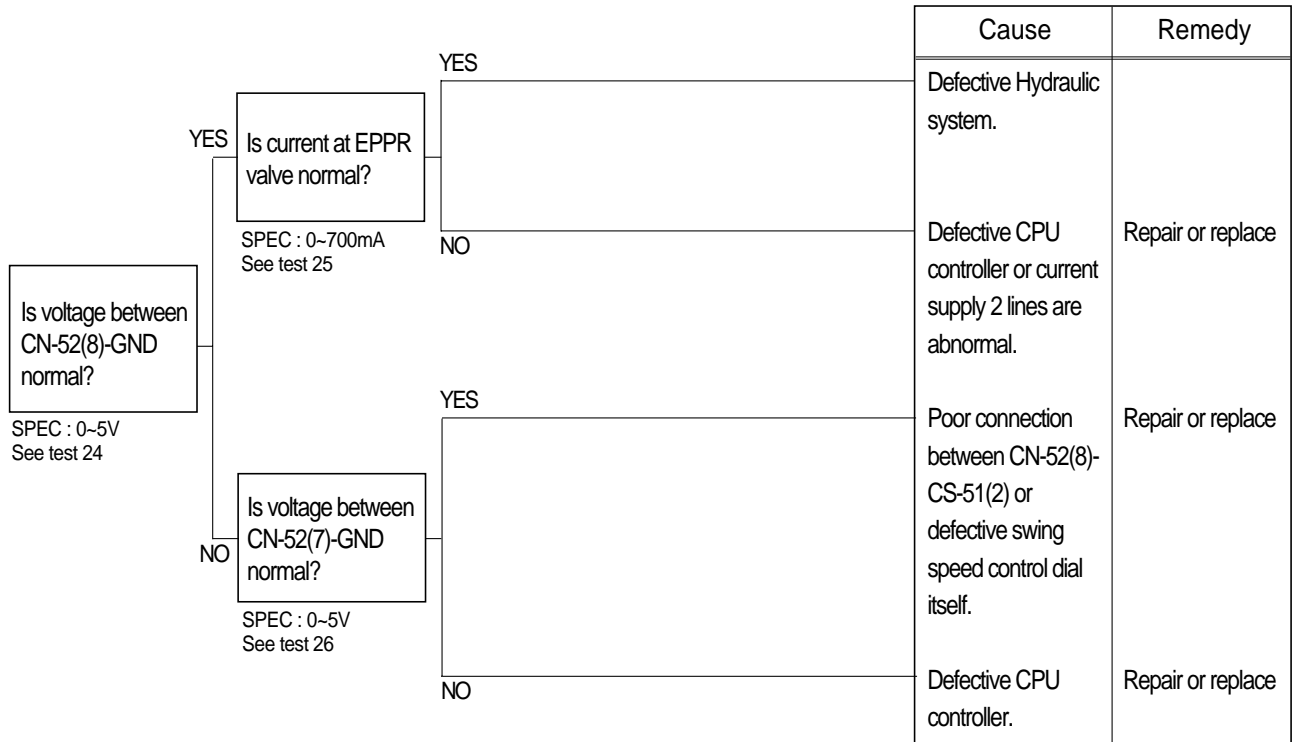 Cause Remedy
YES
Defective Hydraulic
system.
YES
Is current at EPPR
valve normal?
SPEC : 0~700mA
See test 25
NO
Defective CPU Repair or replace
controller or current
supply 2 lines are
abnormal.
Is voltage between
CN-52(8)-GND
normal?
SPEC : 0~5V
See test 24
YES
Poor connection Repair or replace
between CN-52(8)-
CS-51(2) or
defective swing
speed control dial
itself.
NO
Is voltage between
CN-52(7)-GND
normal?
SPEC : 0~5V
See test 26
NO
Defective CPU Repair or replace
controller.